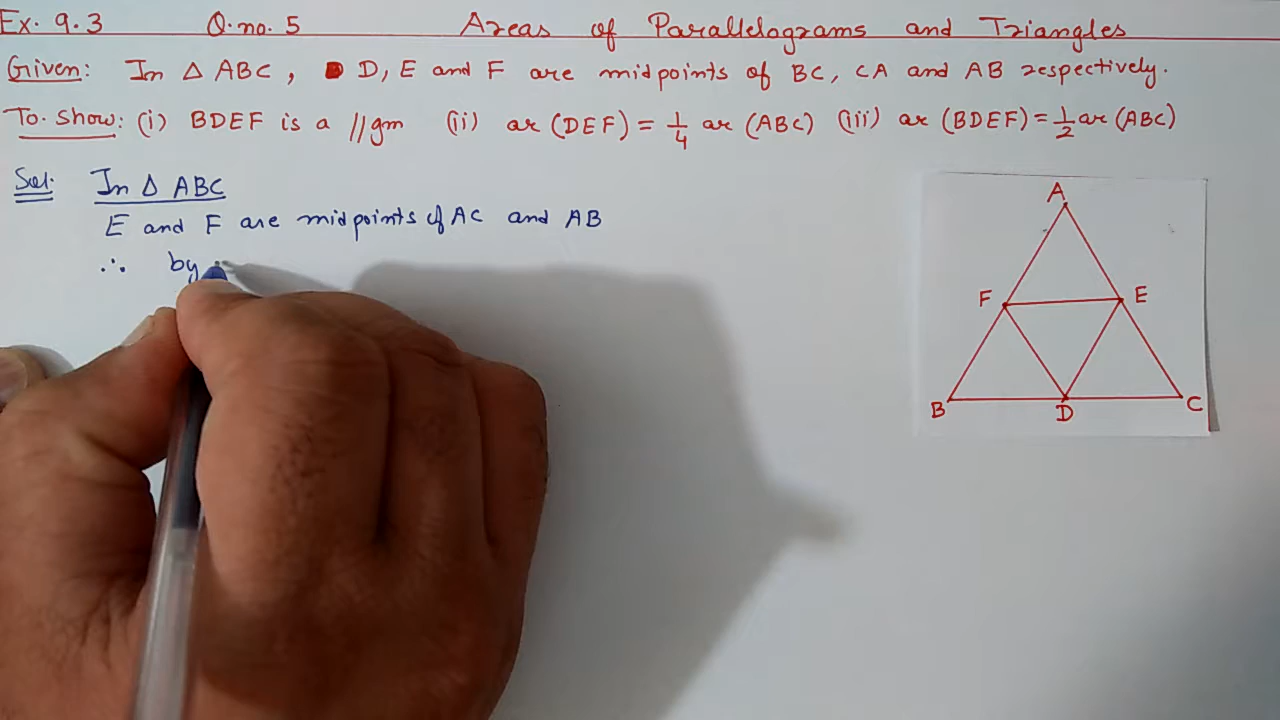 Ex. 9.3 Q. no. 5 Areas of Parallelograms and Triangles
Given: In △ ABC, D, E and F are midpoints of BC, CA and AB respectively.
To. Show: (i) BDEF is a //gm (ii) ar (DEF) = 1/4 ar (ABC) (iii) ar (BDEF) = 1/2 ar (ABC)
Sol. In △ ABC
E and F are midpoints of AC and AB
∴ by
A
F E
B D C